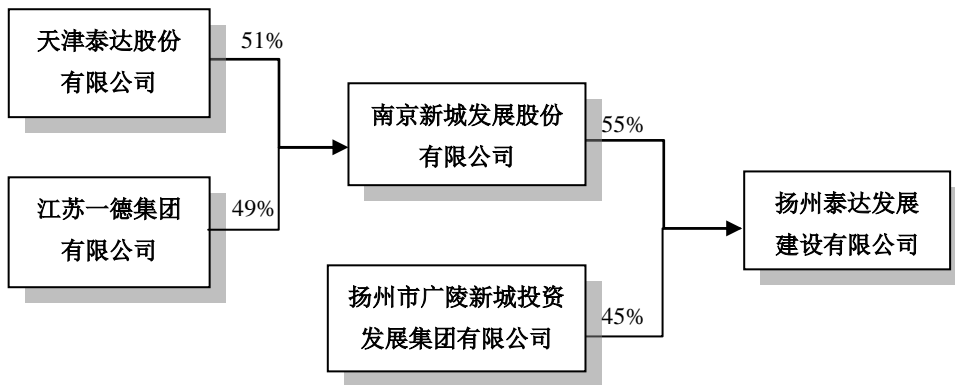 天津泰达股份
有限公司
51%
江苏一德集团
有限公司
49%
南京新城发展股份
有限公司
55%
扬州市广陵新城投资
发展集团有限公司
45%
扬州泰达发展
建设有限公司